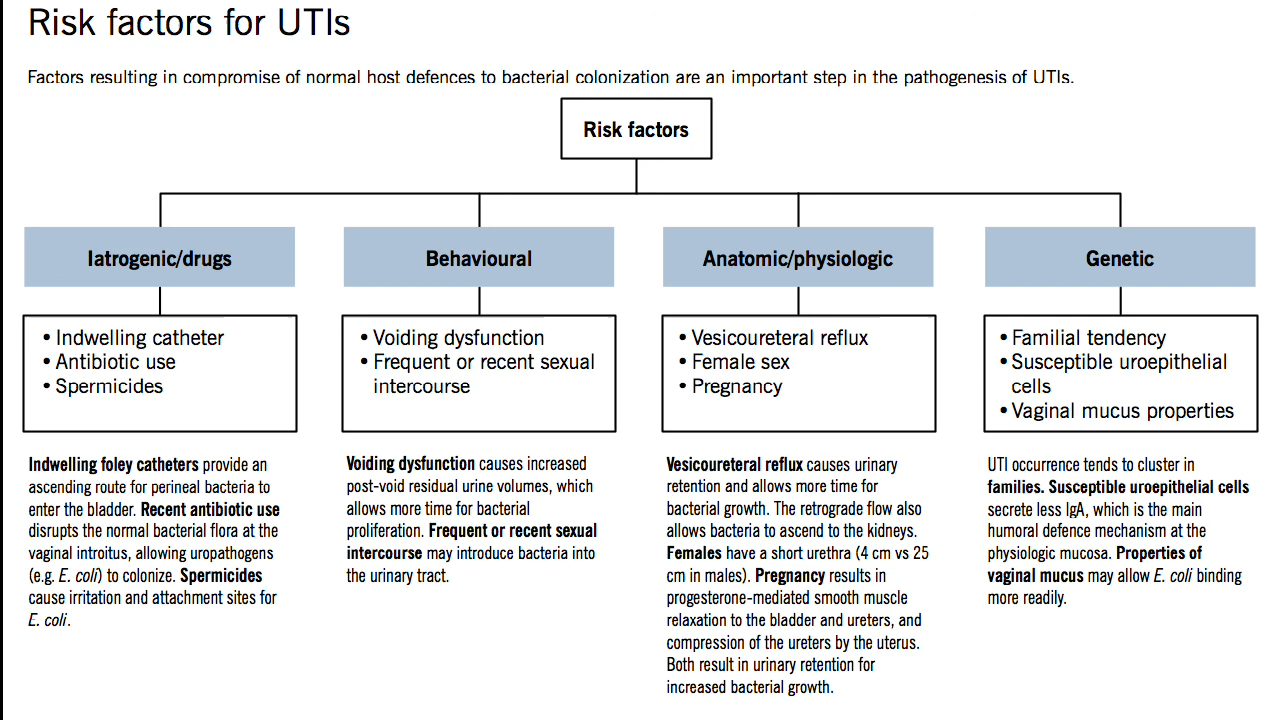 Risk factors for UTIs
Factors resulting in compromise of normal host defences to bacterial colonization are an important step in the pathogenesis of UTIs.
Risk factors
Iatrogenic/drugs
• Indwelling catheter
• Antibiotic use
• Spermicides
Indwelling foley catheters provide an
ascending route for perineal bacteria to
enter the bladder. Recent antibiotic use
disrupts the normal bacterial flora at the
vaginal introitus, allowing uropathogens
(e.g. E. coli) to colonize. Spermicides
cause irritation and attachment sites for
E. coli.
Behavioural
• Voiding dysfunction
• Frequent or recent sexual
intercourse
Voiding dysfunction causes increased
post-void residual urine volumes, which
allows more time for bacterial
proliferation. Frequent or recent sexual
intercourse may introduce bacteria into
the urinary tract.
Anatomic/physiologic
• Vesicoureteral reflux
• Female sex
• Pregnancy
Vesicoureteral reflux causes urinary
retention and allows more time for
bacterial growth. The retrograde flow also
allows bacteria to ascend to the kidneys.
Females have a short urethra (4 cm vs 25
cm in males). Pregnancy results in
progesterone-mediated smooth muscle
relaxation to the bladder and ureters, and
compression of the ureters by the uterus.
Both result in urinary retention for
increased bacterial growth.
Genetic
• Familial tendency
• Susceptible uroepithelial
cells
• Vaginal mucus properties
UTI occurrence tends to cluster in
families. Susceptible uroepithelial cells
secrete less IgA, which is the main
humoral defence mechanism at the
physiologic mucosa. Properties of
vaginal mucus may allow E. coli binding
more readily.